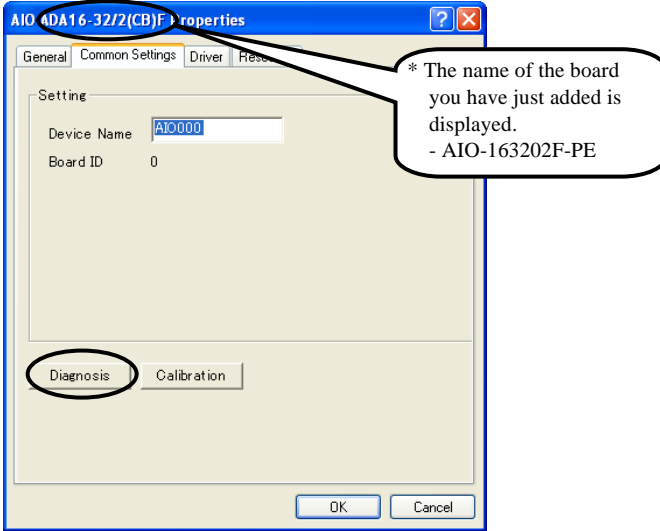 AIO ADA16-32/2(CB)F Properties
General Common Settings Driver
* The name of the board
you have just added is
displayed.
- AIO-163202F-PE
Setting
Device Name AIO000
Board ID 0
Diagnosis Calibration
OK Cancel